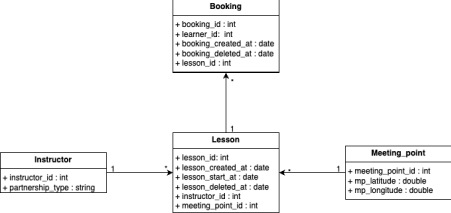 Booking
+ booking_id : int
+ learner_id: int
+ booking_created_at : date
+ booking_deleted_at : date
+ lesson_id : int
*
1
Lesson
+ lesson_id: int
+ lesson_created_at : date
+ lesson_start_at : date
+ lesson_deleted_at : date
+ instructor_id : int
+ meeting_point_id : int
Instructor
+ instructor_id : int
+ partnership_type : string
1
*
Meeting_point
+ meeting_point_id : int
+ mp_latitude : double
+ mp_longitude : double
*
1